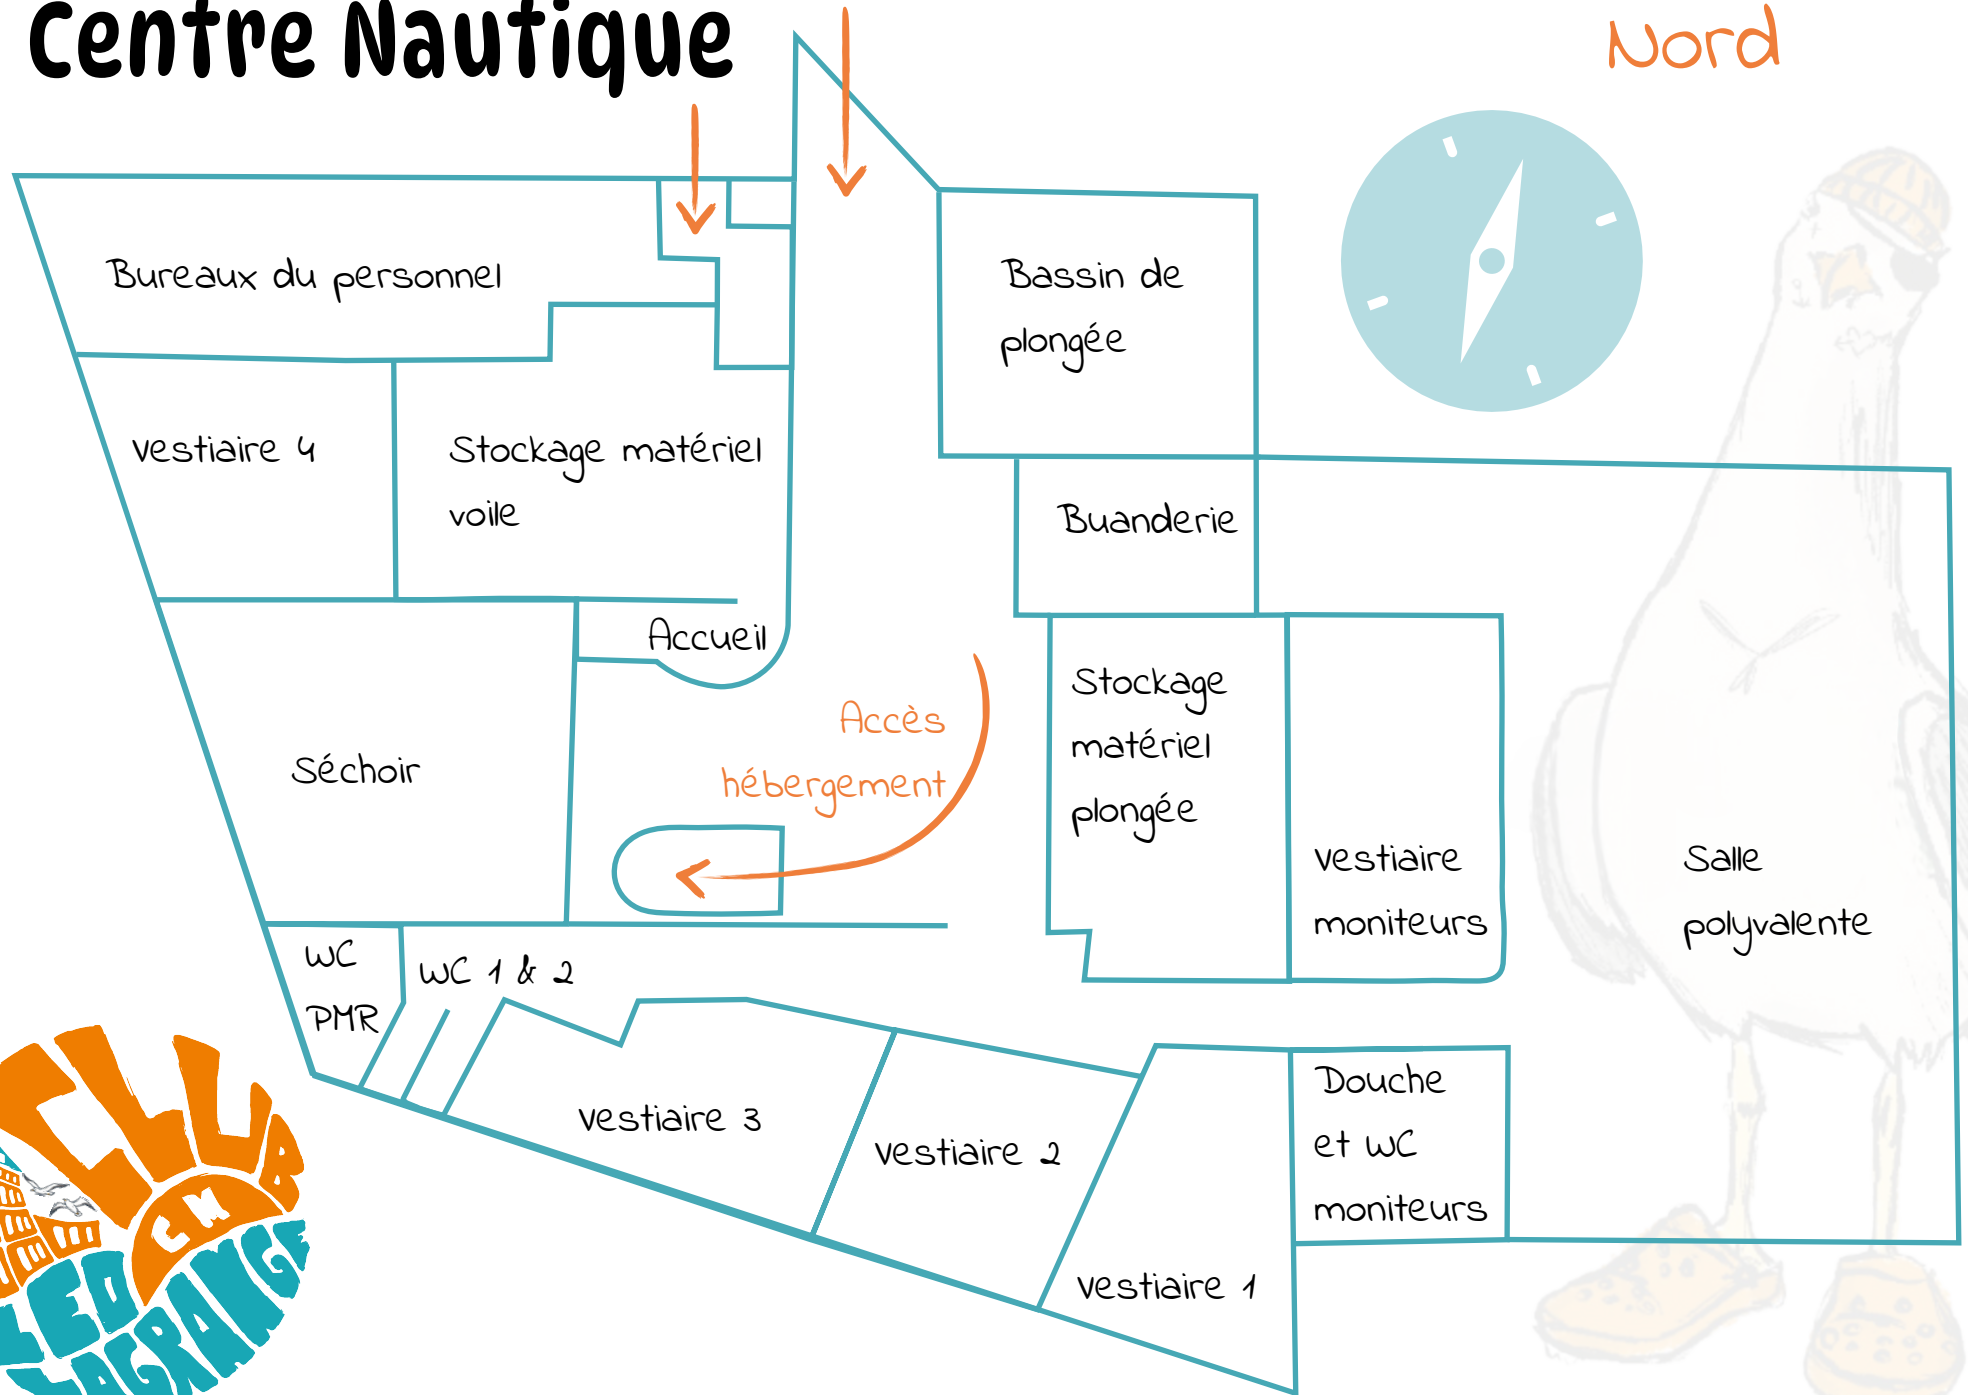 Centre Nautique
Nord
Bureaux du personnel
Bassin de
plongée
Vestiaire 4
Stockage matériel
voile
Buanderie
Accueil
Stockage
matériel
plongée
Accès
hébergement
Séchoir
Vestiaire
moniteurs
Salle
polyvalente
WC
PMR
WC 1 & 2
Vestiaire 3
Vestiaire 2
Vestiaire 1
Douche
et WC
moniteurs
CLUB
CM
LEO
LAGRANGE